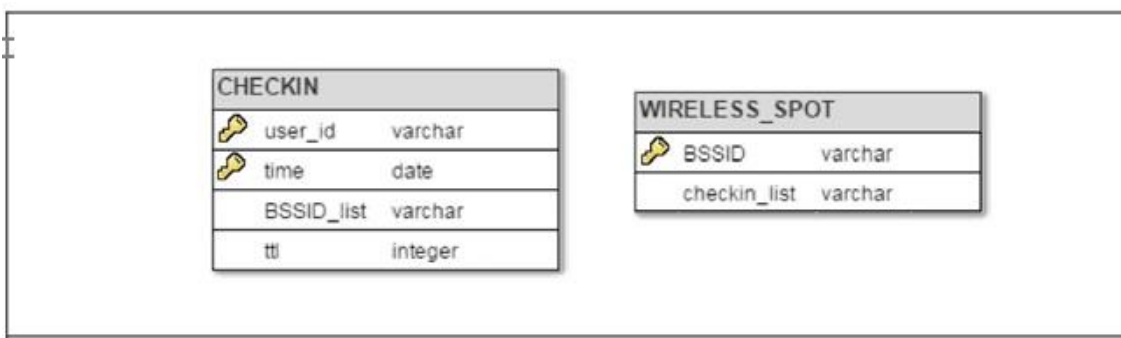 CHECKIN
user_id varchar
time date
BSSID_list varchar
ttl integer
WIRELESS_SPOT
BSSID varchar
checkin_list varchar